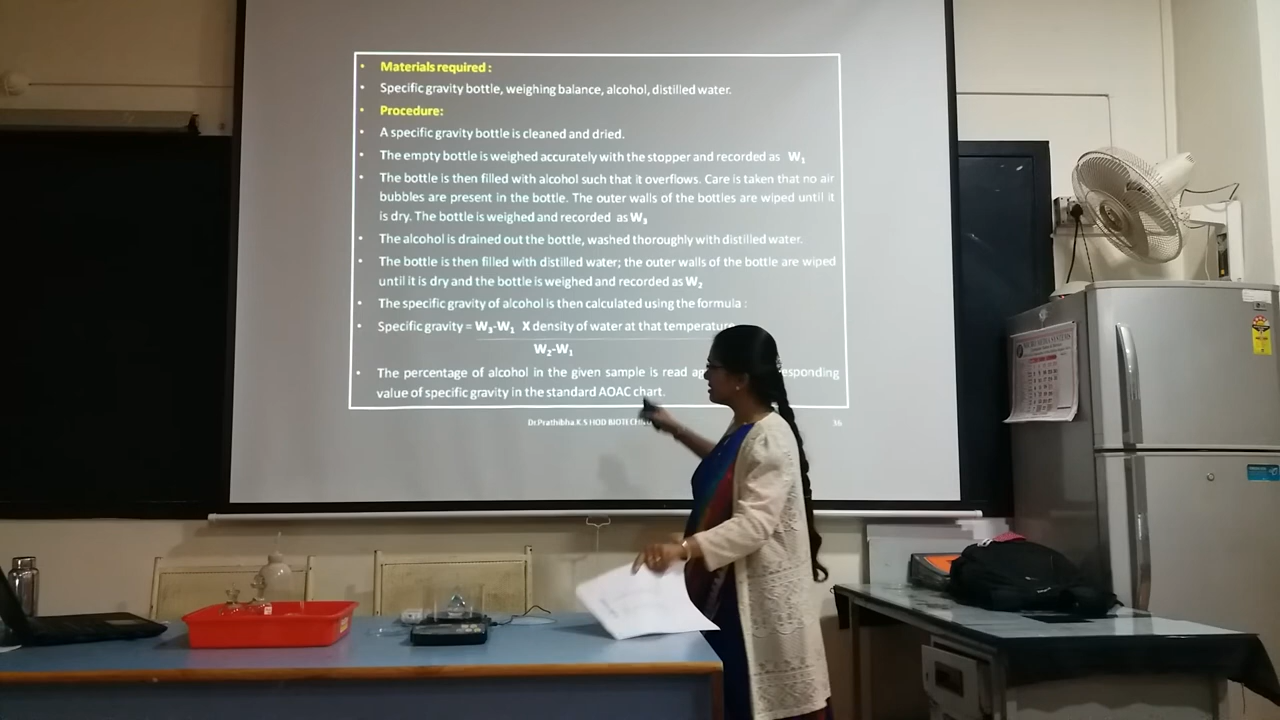 • Materials required :
• Specific gravity bottle, weighing balance, alcohol, distilled water.
• Procedure:
• A specific gravity bottle is cleaned and dried.
• The empty bottle is weighed accurately with the stopper and recorded as W₁
• The bottle is then filled with alcohol such that it overflows. Care is taken that no air
bubbles are present in the bottle. The outer walls of the bottles are wiped until it
is dry. The bottle is weighed and recorded as W₃
• The alcohol is drained out the bottle, washed thoroughly with distilled water.
• The bottle is then filled with distilled water; the outer walls of the bottle are wiped
until it is dry and the bottle is weighed and recorded as W₂
• The specific gravity of alcohol is then calculated using the formula :
• Specific gravity = W₃-W₁ X density of water at that temperature
W₂-W₁
• The percentage of alcohol in the given sample is read
value of specific gravity in the standard AOAC chart.
Dr.Prathibha.K.S HOD 36